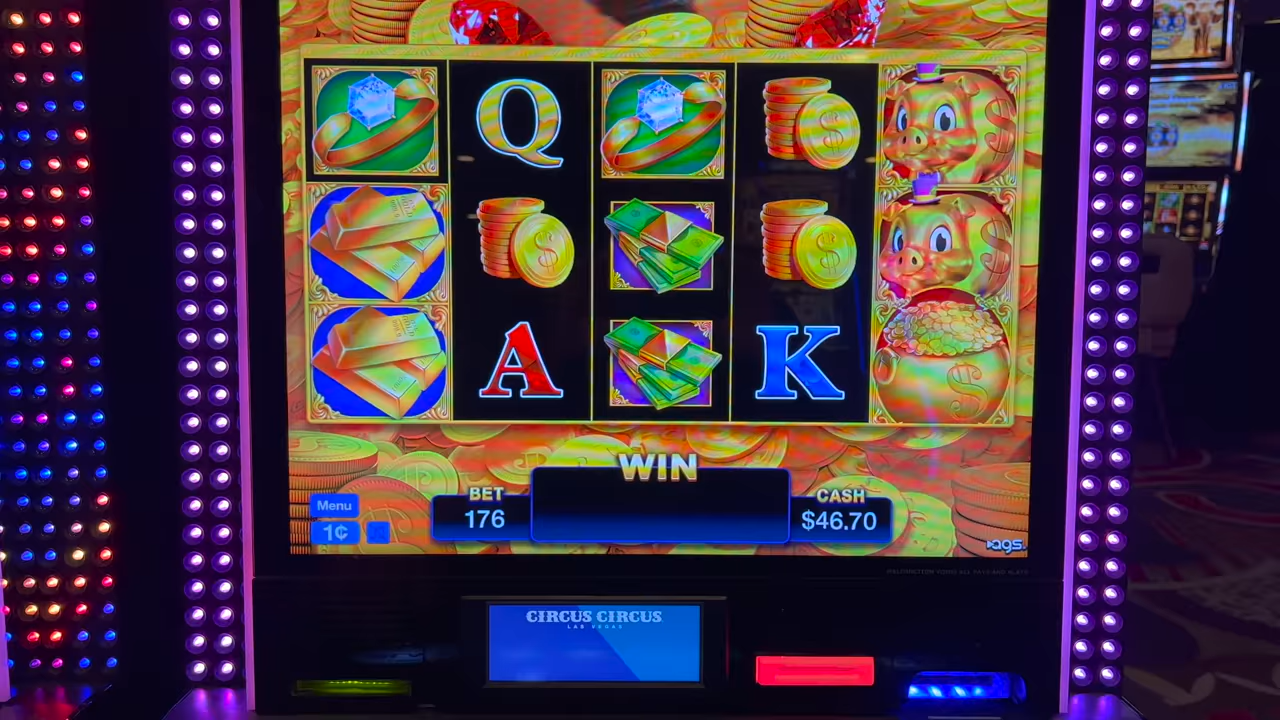 Q
A
K
WIN
BET
176
CASH
$46.70
Menu
1¢
ags
CIRCUS CIRCUS
LAS VEGAS